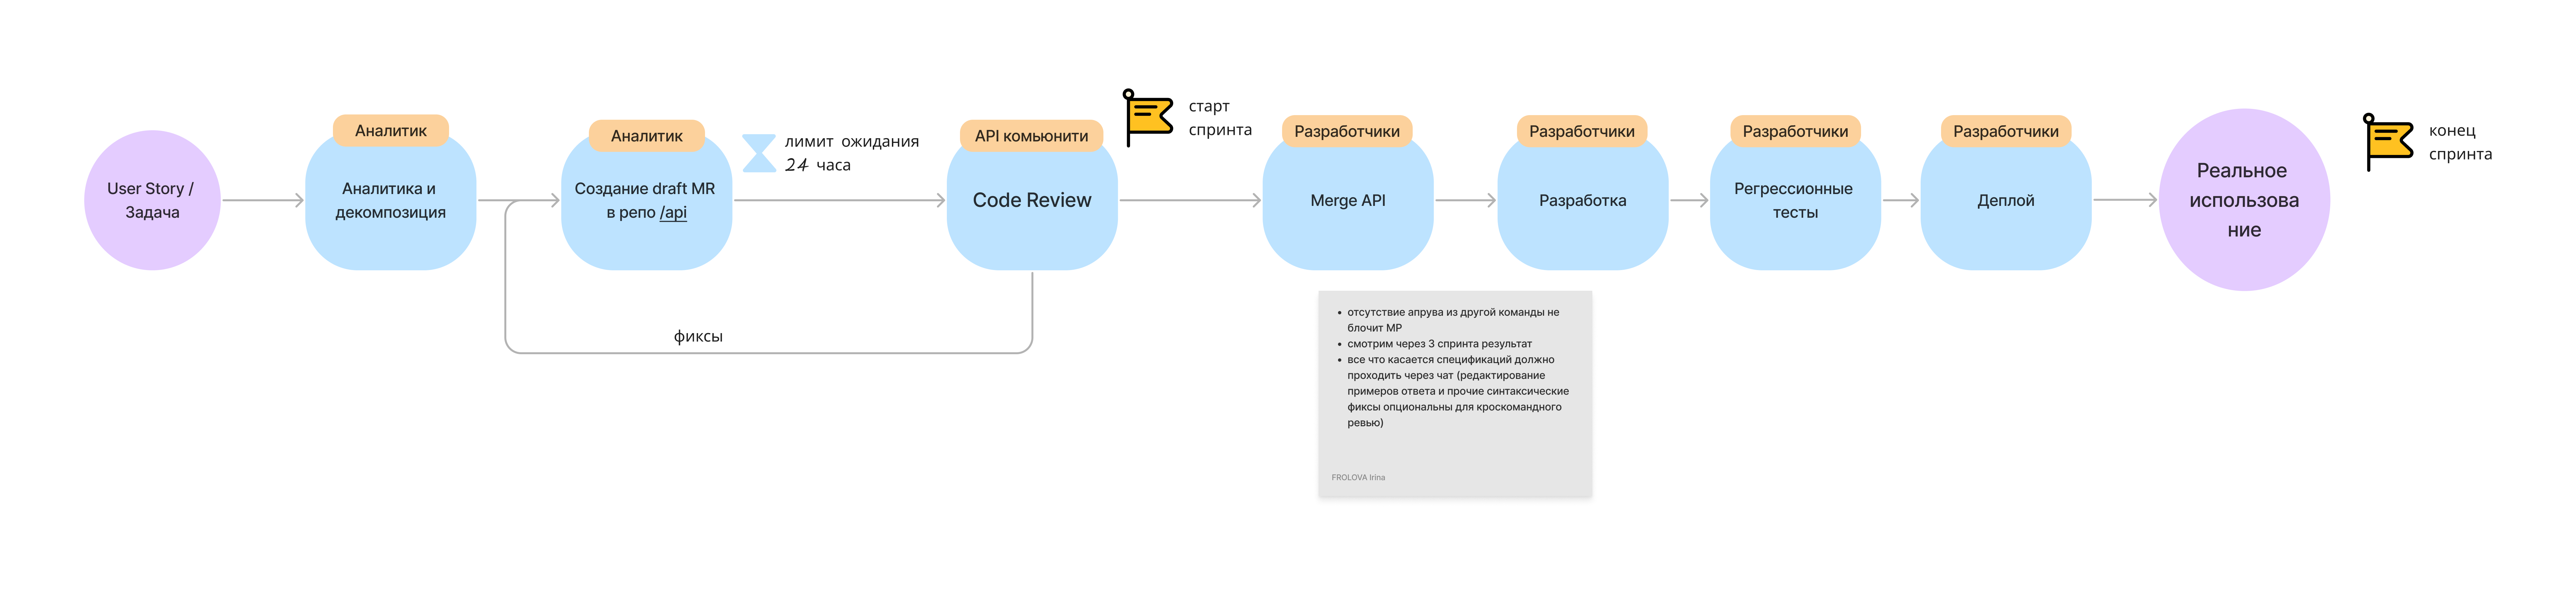 User Story /
Задача
Аналитик
Аналитика и
декомпозиция
Аналитик
Создание draft MR
в репо /api
лимит ожидания
24 часа
API комьюнити
Code Review
фиксы
старт
спринта
Разработчики
Merge API
Разработчики
Разработка
Разработчики
Регрессионные
тесты
Разработчики
Деплой
Реальное
использова
ние
конец
спринта
• отсутствие апрува из другой команды не
блочит МР
• смотрим через 3 спринта результат
• все что касается спецификаций должно
проходить через чат (редактирование
примеров ответа и прочие синтаксические
фиксы опциональны для кроскомандного
ревью)
FROLOVA Irina